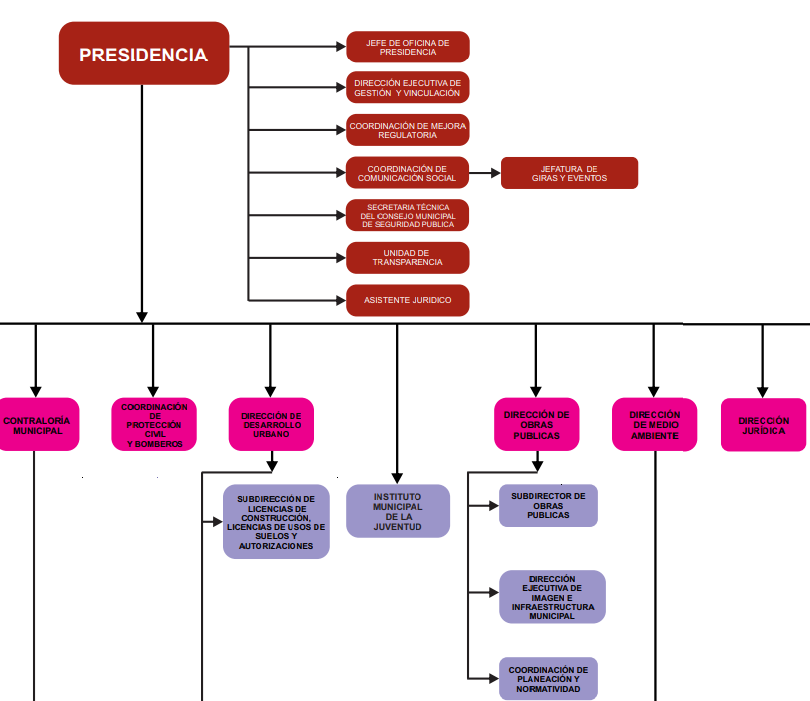 PRESIDENCIA
JEFE DE OFICINA DE
PRESIDENCIA
DIRECCIÓN EJECUTIVA DE
GESTIÓN Y VINCULACIÓN
COORDINACIÓN DE MEJORA
REGULATORIA
COORDINACIÓN DE
COMUNICACIÓN SOCIAL
JEFATURA DE
GIRAS Y EVENTOS
SECRETARIA TÉCNICA
DEL CONSEJO MUNICIPAL
DE SEGURIDAD PUBLICA
UNIDAD DE
TRANSPARENCIA
ASISTENTE JURIDICO
CONTRALORÍA
MUNICIPAL
COORDINACIÓN
DE
PROTECCIÓN
CIVIL
Y BOMBEROS
DIRECCIÓN DE
DESARROLLO
URBANO
DIRECCIÓN DE
OBRAS
PUBLICAS
DIRECCIÓN
DE MEDIO
AMBIENTE
DIRECCIÓN
JURÍDICA
SUBDIRECCIÓN DE
LICENCIAS DE
CONSTRUCCIÓN,
LICENCIAS DE USOS DE
SUELOS Y
AUTORIZACIONES
INSTITUTO
MUNICIPAL
DE LA
JUVENTUD
SUBDIRECTOR DE
OBRAS
PUBLICAS
DIRECCIÓN
EJECUTIVA DE
IMAGEN E
INFRAESTRUCTURA
MUNICIPAL
COORDINACIÓN DE
PLANEACIÓN Y
NORMATIVIDAD